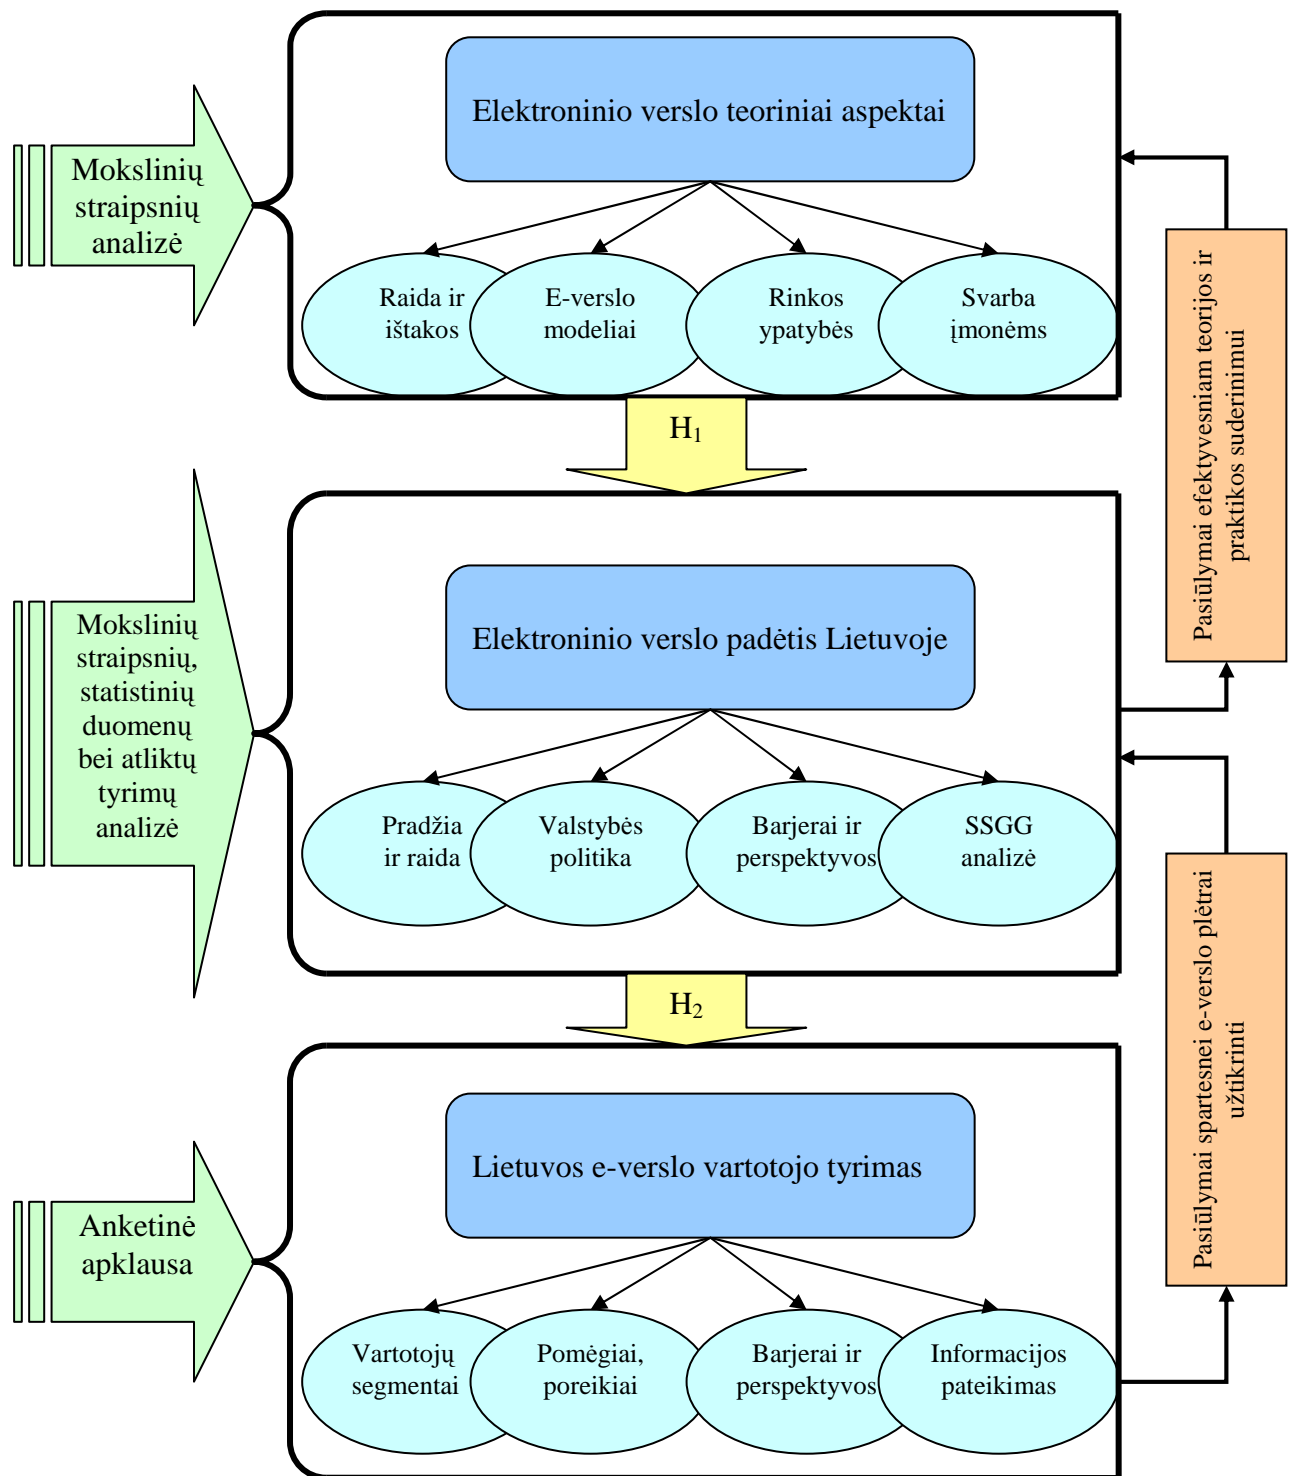 Elektroninio verslo teoriniai aspektai
Mokslinių
straipsnių
analizė
Raida ir
ištakos
E-verslo
modeliai
Rinkos
ypatybės
Svarba
įmonėms
Pasiūlymai efektyvesniam teorijos ir
praktikos suderinimui
H₁
Elektroninio verslo padėtis Lietuvoje
Mokslinių
straipsnių,
statistinių
duomenų
bei atliktų
tyrimų
analizė
Pradžia
ir raida
Valstybės
politika
Barjerai ir
perspektyvos
SSGG
analizė
Pasiūlymai spartesnei e-verslo plėtrai
užtikrinti
H₂
Lietuvos e-verslo vartotojo tyrimas
Anketinė
apklausa
Vartotojų
segmentai
Pomėgiai,
poreikiai
Barjerai ir
perspektyvos
Informacijos
pateikimas